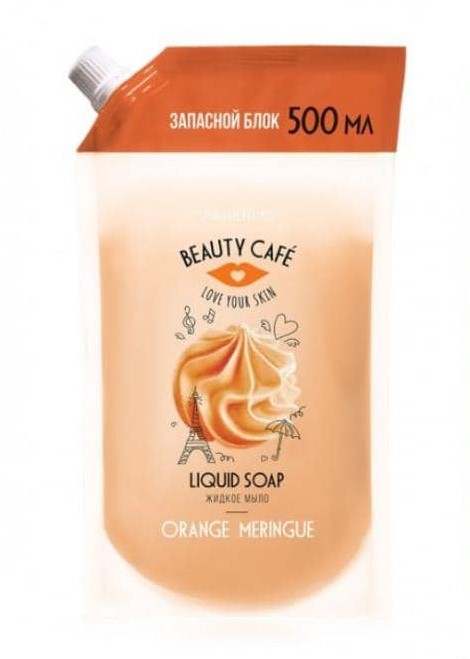 ЗАПАСНОЙ БЛОК 500 МЛ
BEAUTY CAFÉ
LOVE YOUR SKIN
LIQUID SOAP
ЖИДКОЕ МЫЛО
ORANGE MERINGUE